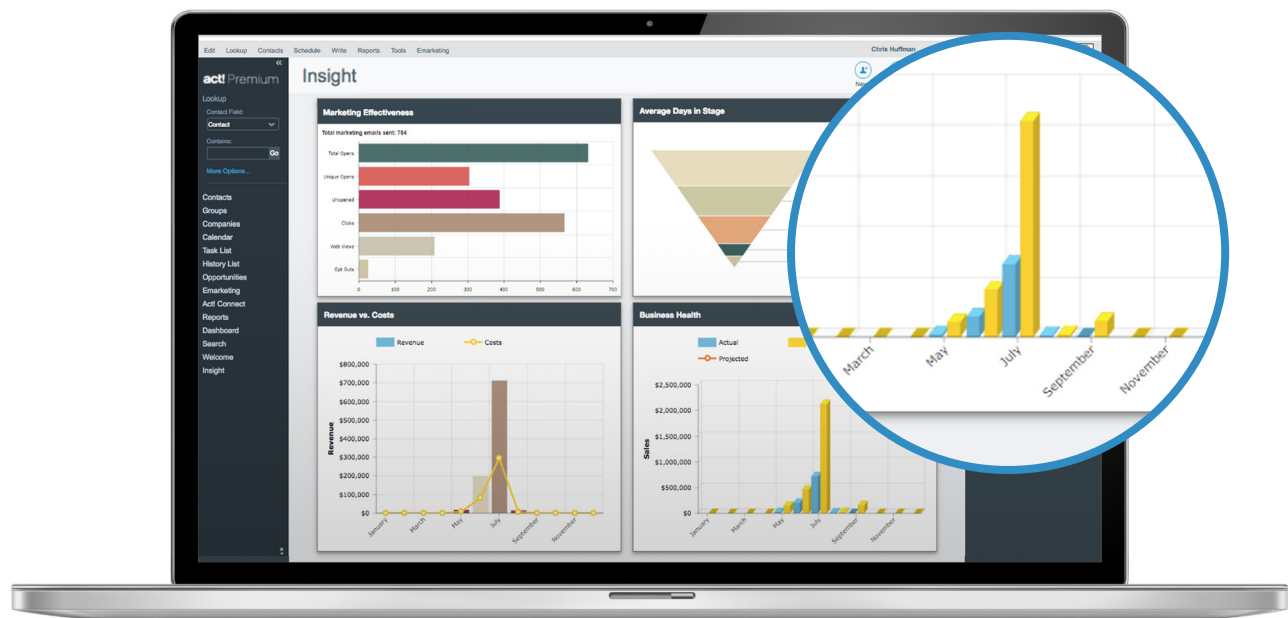 Edit Lookup Contacts Schedule Write Reports Tools Emarketing
Chris Huffman
act! Premium
Insight
Lookup
Contact Field:
Contact
Contains:
Go
More Options...
Contacts
Groups
Companies
Calendar
Task List
History List
Opportunities
Emarketing
Act! Connect
Reports
Dashboard
Search
Welcome
Insight
Marketing Effectiveness
Total marketing emails sent: 784
Total Opens
Unique Opens
Unopened
Clicks
Web Views
Opt Outs
0 100 200 300 400 500 600 700
Average Days in Stage
Revenue vs. Costs
Revenue Costs
$800,000
$700,000
$600,000
$500,000
$400,000
$300,000
$200,000
$100,000
$0
Revenue
January March May July September November
Business Health
Actual
Projected
$2,500,000
$2,000,000
$1,500,000
$1,000,000
$500,000
$0
Sales
January March May July September November
March May July September November